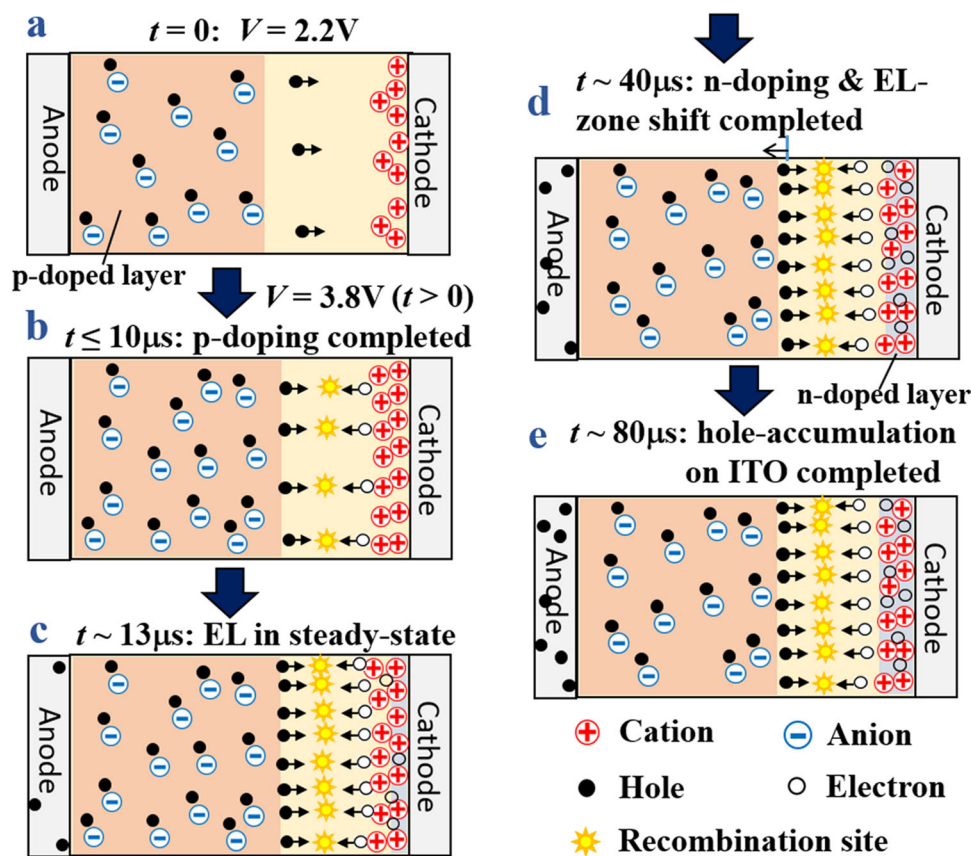 a
t = 0: V = 2.2V
Anode
Cathode
p-doped layer
V = 3.8V (t > 0)
b
t ≤ 10μs: p-doping completed
Anode
Cathode
c
t ~ 13μs: EL in steady-state
Anode
Cathode
d
t ~ 40μs: n-doping & EL-
zone shift completed
Anode
Cathode
n-doped layer
e
t ~ 80μs: hole-accumulation
on ITO completed
Anode
Cathode
Cation
Anion
Hole
Electron
Recombination site